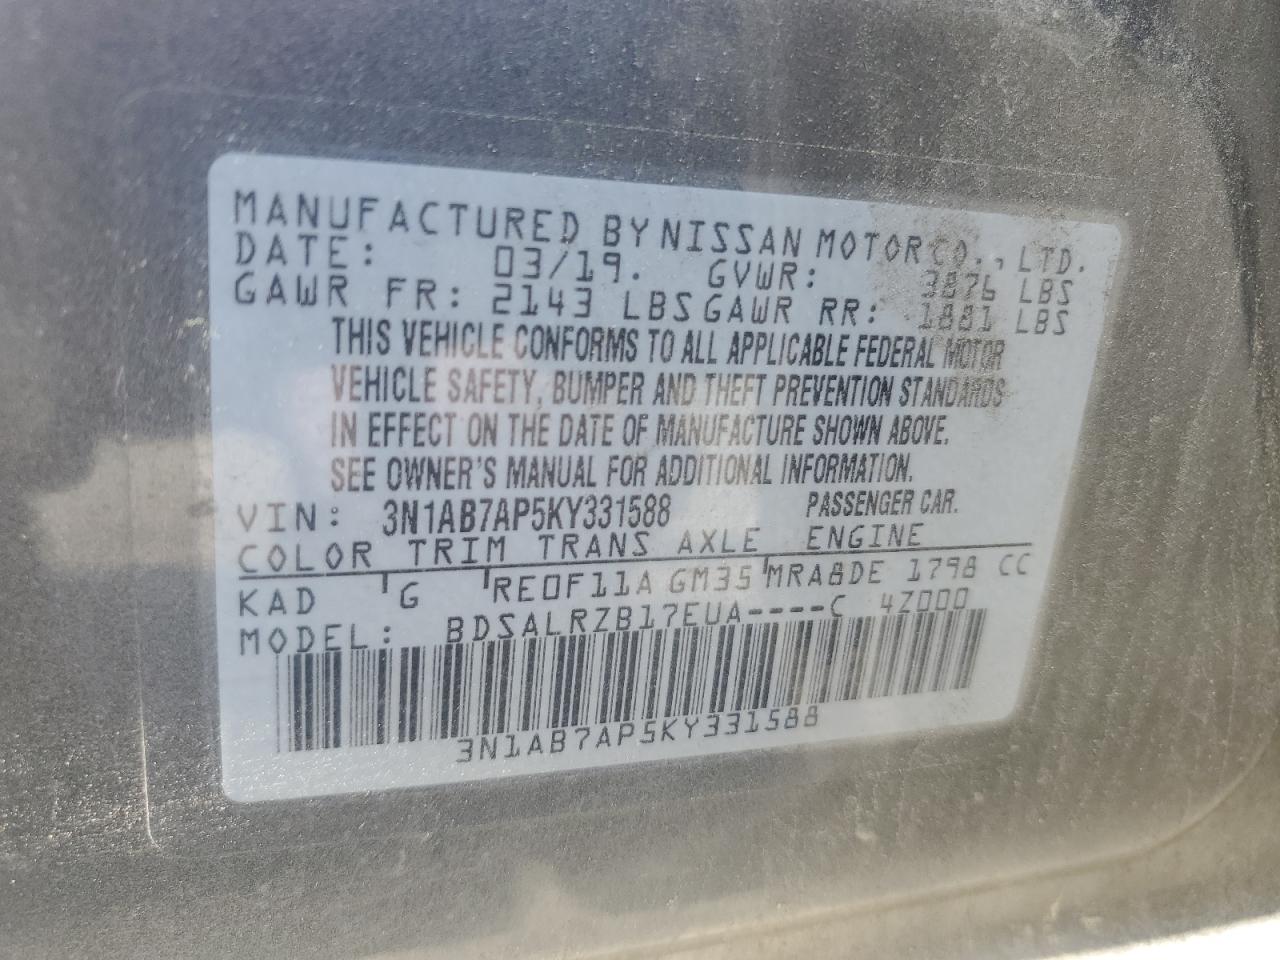 MANUFACTURED BY NISSAN MOTOR CO., LTD.
DATE: 03/19. GVWR: 3876 LBS
GAWR FR: 2143 LBS GAWR RR: 1881 LBS
THIS VEHICLE CONFORMS TO ALL APPLICABLE FEDERAL MOTOR
VEHICLE SAFETY, BUMPER AND THEFT PREVENTION STANDARDS
IN EFFECT ON THE DATE OF MANUFACTURE SHOWN ABOVE.
SEE OWNER'S MANUAL FOR ADDITIONAL INFORMATION.
VIN: 3N1AB7AP5KY331588 PASSENGER CAR.
COLOR TRIM TRANS AXLE ENGINE
KAD G RE0F11A GM35 MRA8DE 1798 CC
MODEL: BDSALRZB17EUA----C 4Z000
3N1AB7AP5KY331588